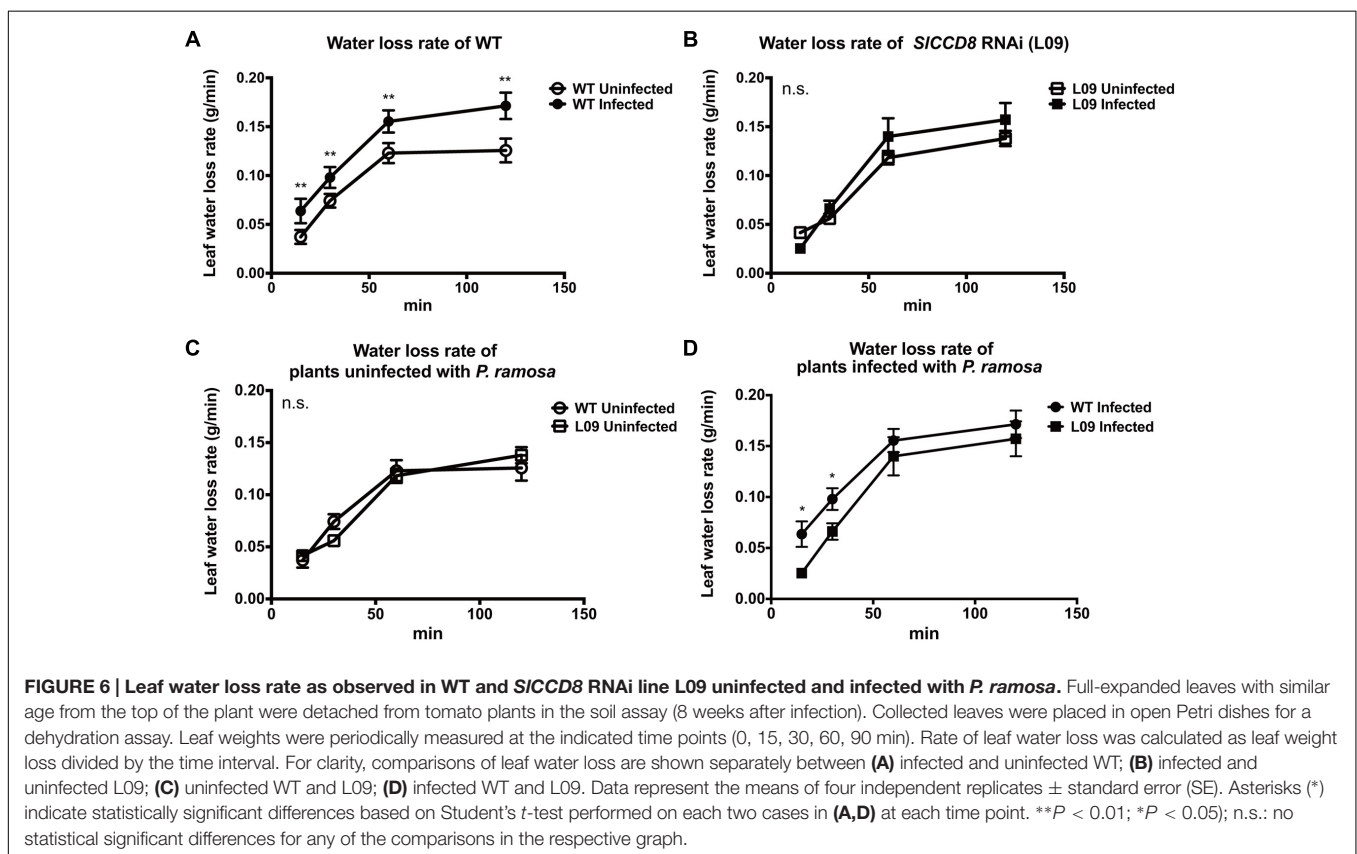 A
Water loss rate of WT
Leaf water loss rate (g/min)
0.20
0.15
0.10
0.05
0.00
0
50
100
150
min
**
**
**
**
WT Uninfected
WT Infected
B
Water loss rate of SlCCD8 RNAi (L09)
Leaf water loss rate (g/min)
0.20
0.15
0.10
0.05
0.00
0
50
100
150
min
n.s.
L09 Uninfected
L09 Infected
C
Water loss rate of
plants uninfected with P. ramosa
Leaf water loss rate (g/min)
0.20
0.15
0.10
0.05
0.00
0
50
100
150
min
n.s.
WT Uninfected
L09 Uninfected
D
Water loss rate of
plants infected with P. ramosa
Leaf water loss rate (g/min)
0.20
0.15
0.10
0.05
0.00
0
50
100
150
min
*
*
WT Infected
L09 Infected
FIGURE 6 | Leaf water loss rate as observed in WT and SlCCD8 RNAi line L09 uninfected and infected with P. ramosa. Full-expanded leaves with similar
age from the top of the plant were detached from tomato plants in the soil assay (8 weeks after infection). Collected leaves were placed in open Petri dishes for a
dehydration assay. Leaf weights were periodically measured at the indicated time points (0, 15, 30, 60, 90 min). Rate of leaf water loss was calculated as leaf weight
loss divided by the time interval. For clarity, comparisons of leaf water loss are shown separately between (A) infected and uninfected WT; (B) infected and
uninfected L09; (C) uninfected WT and L09; (D) infected WT and L09. Data represent the means of four independent replicates ± standard error (SE). Asterisks (*)
indicate statistically significant differences based on Student's t-test performed on each two cases in (A,D) at each time point. **P < 0.01; *P < 0.05); n.s.: no
statistical significant differences for any of the comparisons in the respective graph.